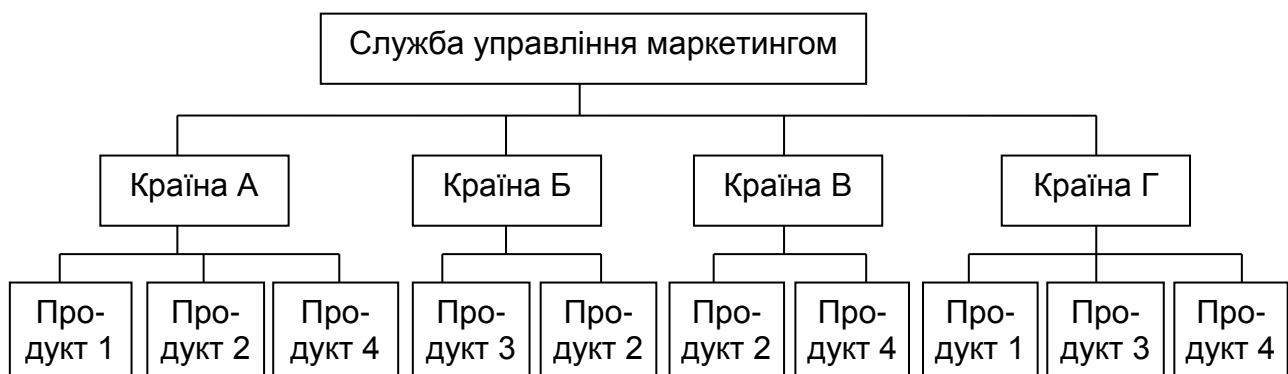 Служба управління маркетингом
Країна А
Країна Б
Країна В
Країна Г
Про-
дукт 1
Про-
дукт 2
Про-
дукт 4
Про-
дукт 3
Про-
дукт 2
Про-
дукт 2
Про-
дукт 4
Про-
дукт 1
Про-
дукт 3
Про-
дукт 4